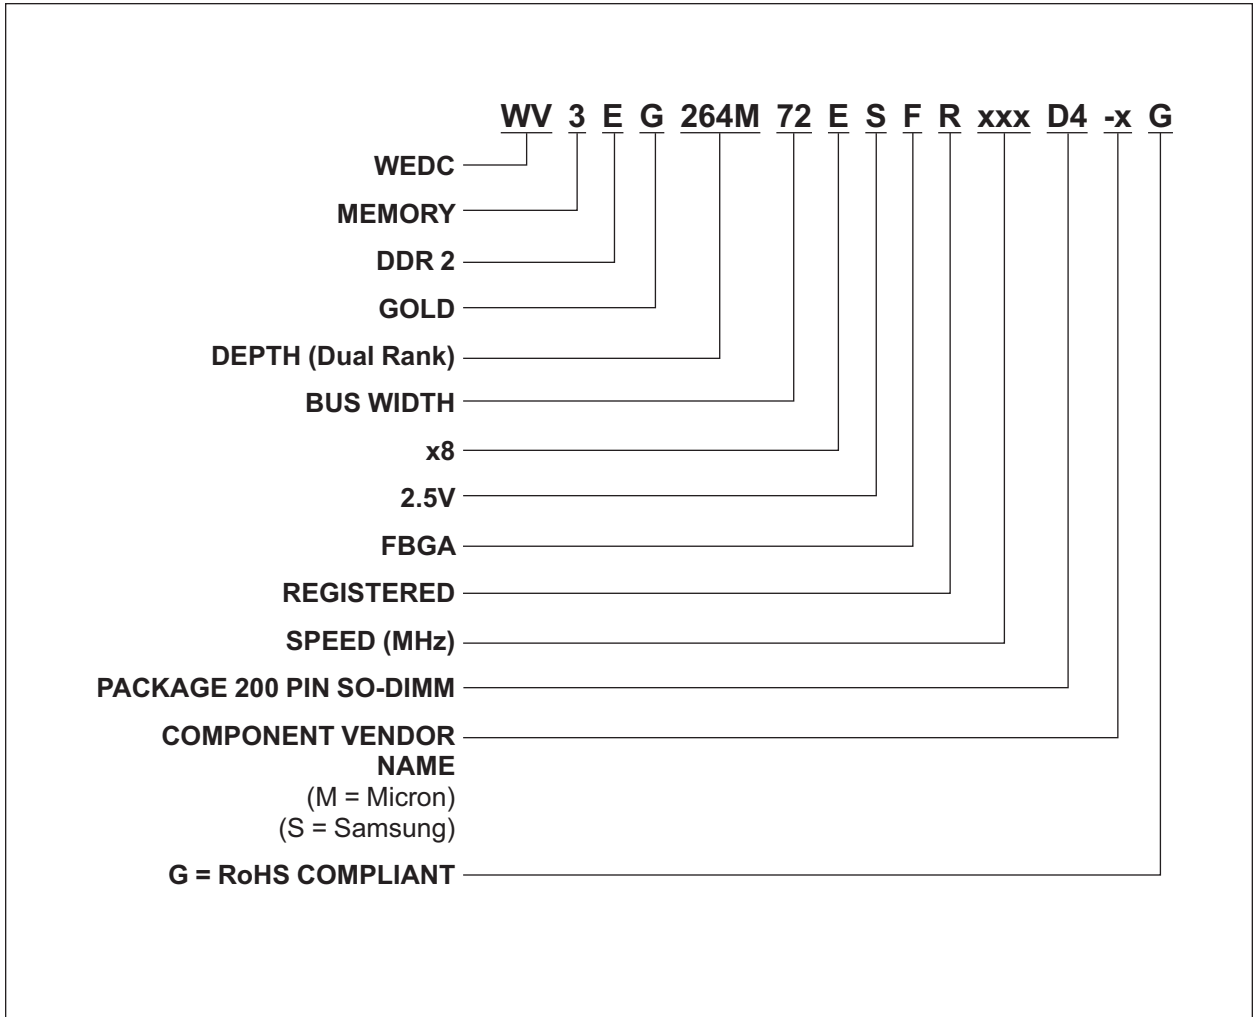 WV 3 E G 264M 72 E S F R xxx D4 -x G
WEDC
MEMORY
DDR 2
GOLD
DEPTH (Dual Rank)
BUS WIDTH
x8
2.5V
FBGA
REGISTERED
SPEED (MHz)
PACKAGE 200 PIN SO-DIMM
COMPONENT VENDOR
NAME
(M = Micron)
(S = Samsung)
G = RoHS COMPLIANT